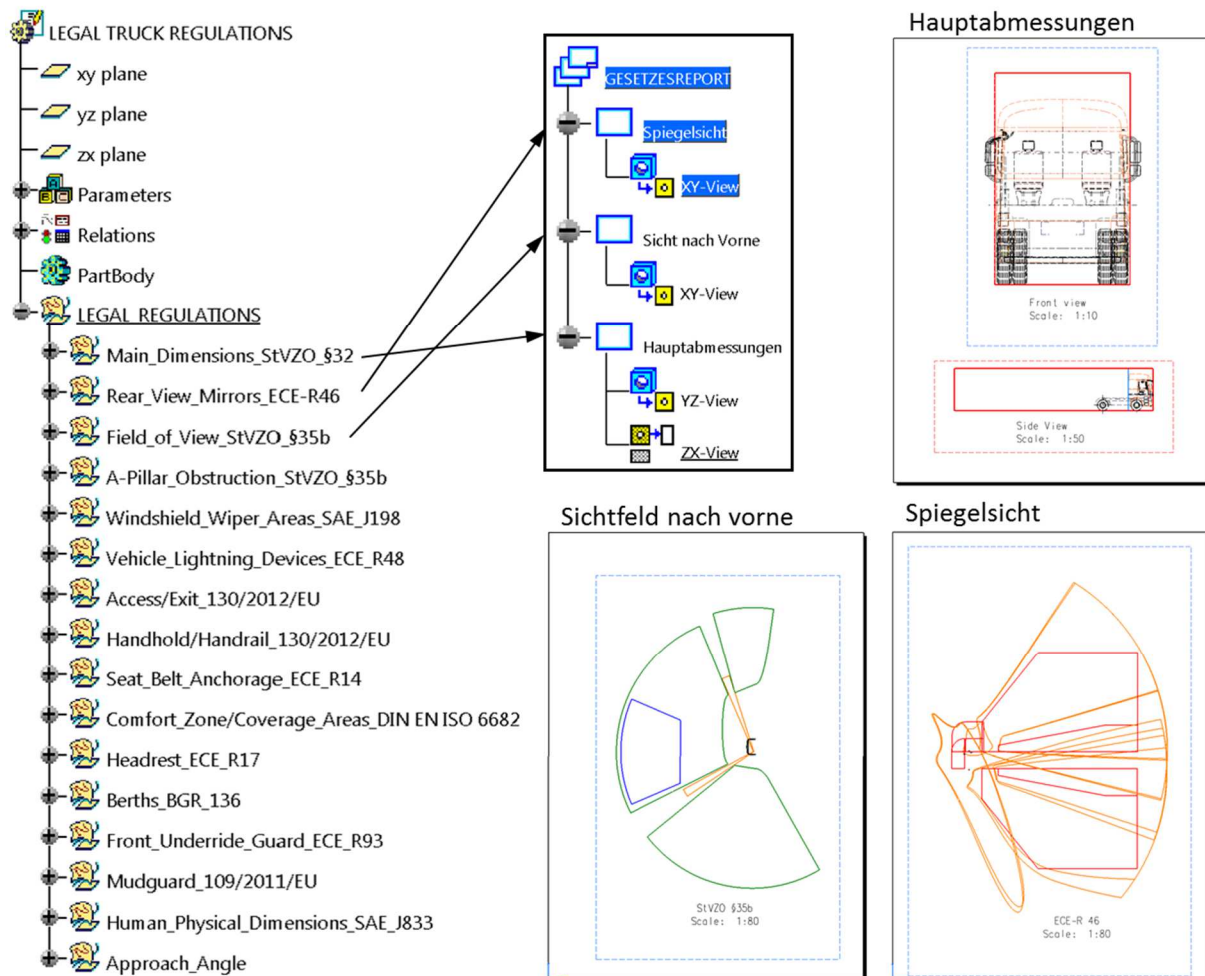 LEGAL TRUCK REGULATIONS
xy plane
yz plane
zx plane
Parameters
Relations
PartBody
LEGAL_REGULATIONS
Main_Dimensions_StVZO_§32
Rear_View_Mirrors_ECE-R46
Field_of_View_StVZO_§35b
A-Pillar_Obstruction_StVZO_§35b
Windshield_Wiper_Areas_SAE_J198
Vehicle_Lightning_Devices_ECE_R48
Access/Exit_130/2012/EU
Handhold/Handrail_130/2012/EU
Seat_Belt_Anchorage_ECE_R14
Comfort_Zone/Coverage_Areas_DIN EN ISO 6682
Headrest_ECE_R17
Berths_BGR_136
Front_Underride_Guard_ECE_R93
Mudguard_109/2011/EU
Human_Physical_Dimensions_SAE_J833
Approach_Angle
GESETZESREPORT
Spiegelsicht
XY-View
Sicht nach Vorne
XY-View
Hauptabmessungen
YZ-View
ZX-View
Hauptabmessungen
Front view
Scale: 1:10
Side View
Scale: 1:50
Sichtfeld nach vorne
StVZO §35b
Scale: 1:80
Spiegelsicht
ECE-R 46
Scale: 1:80